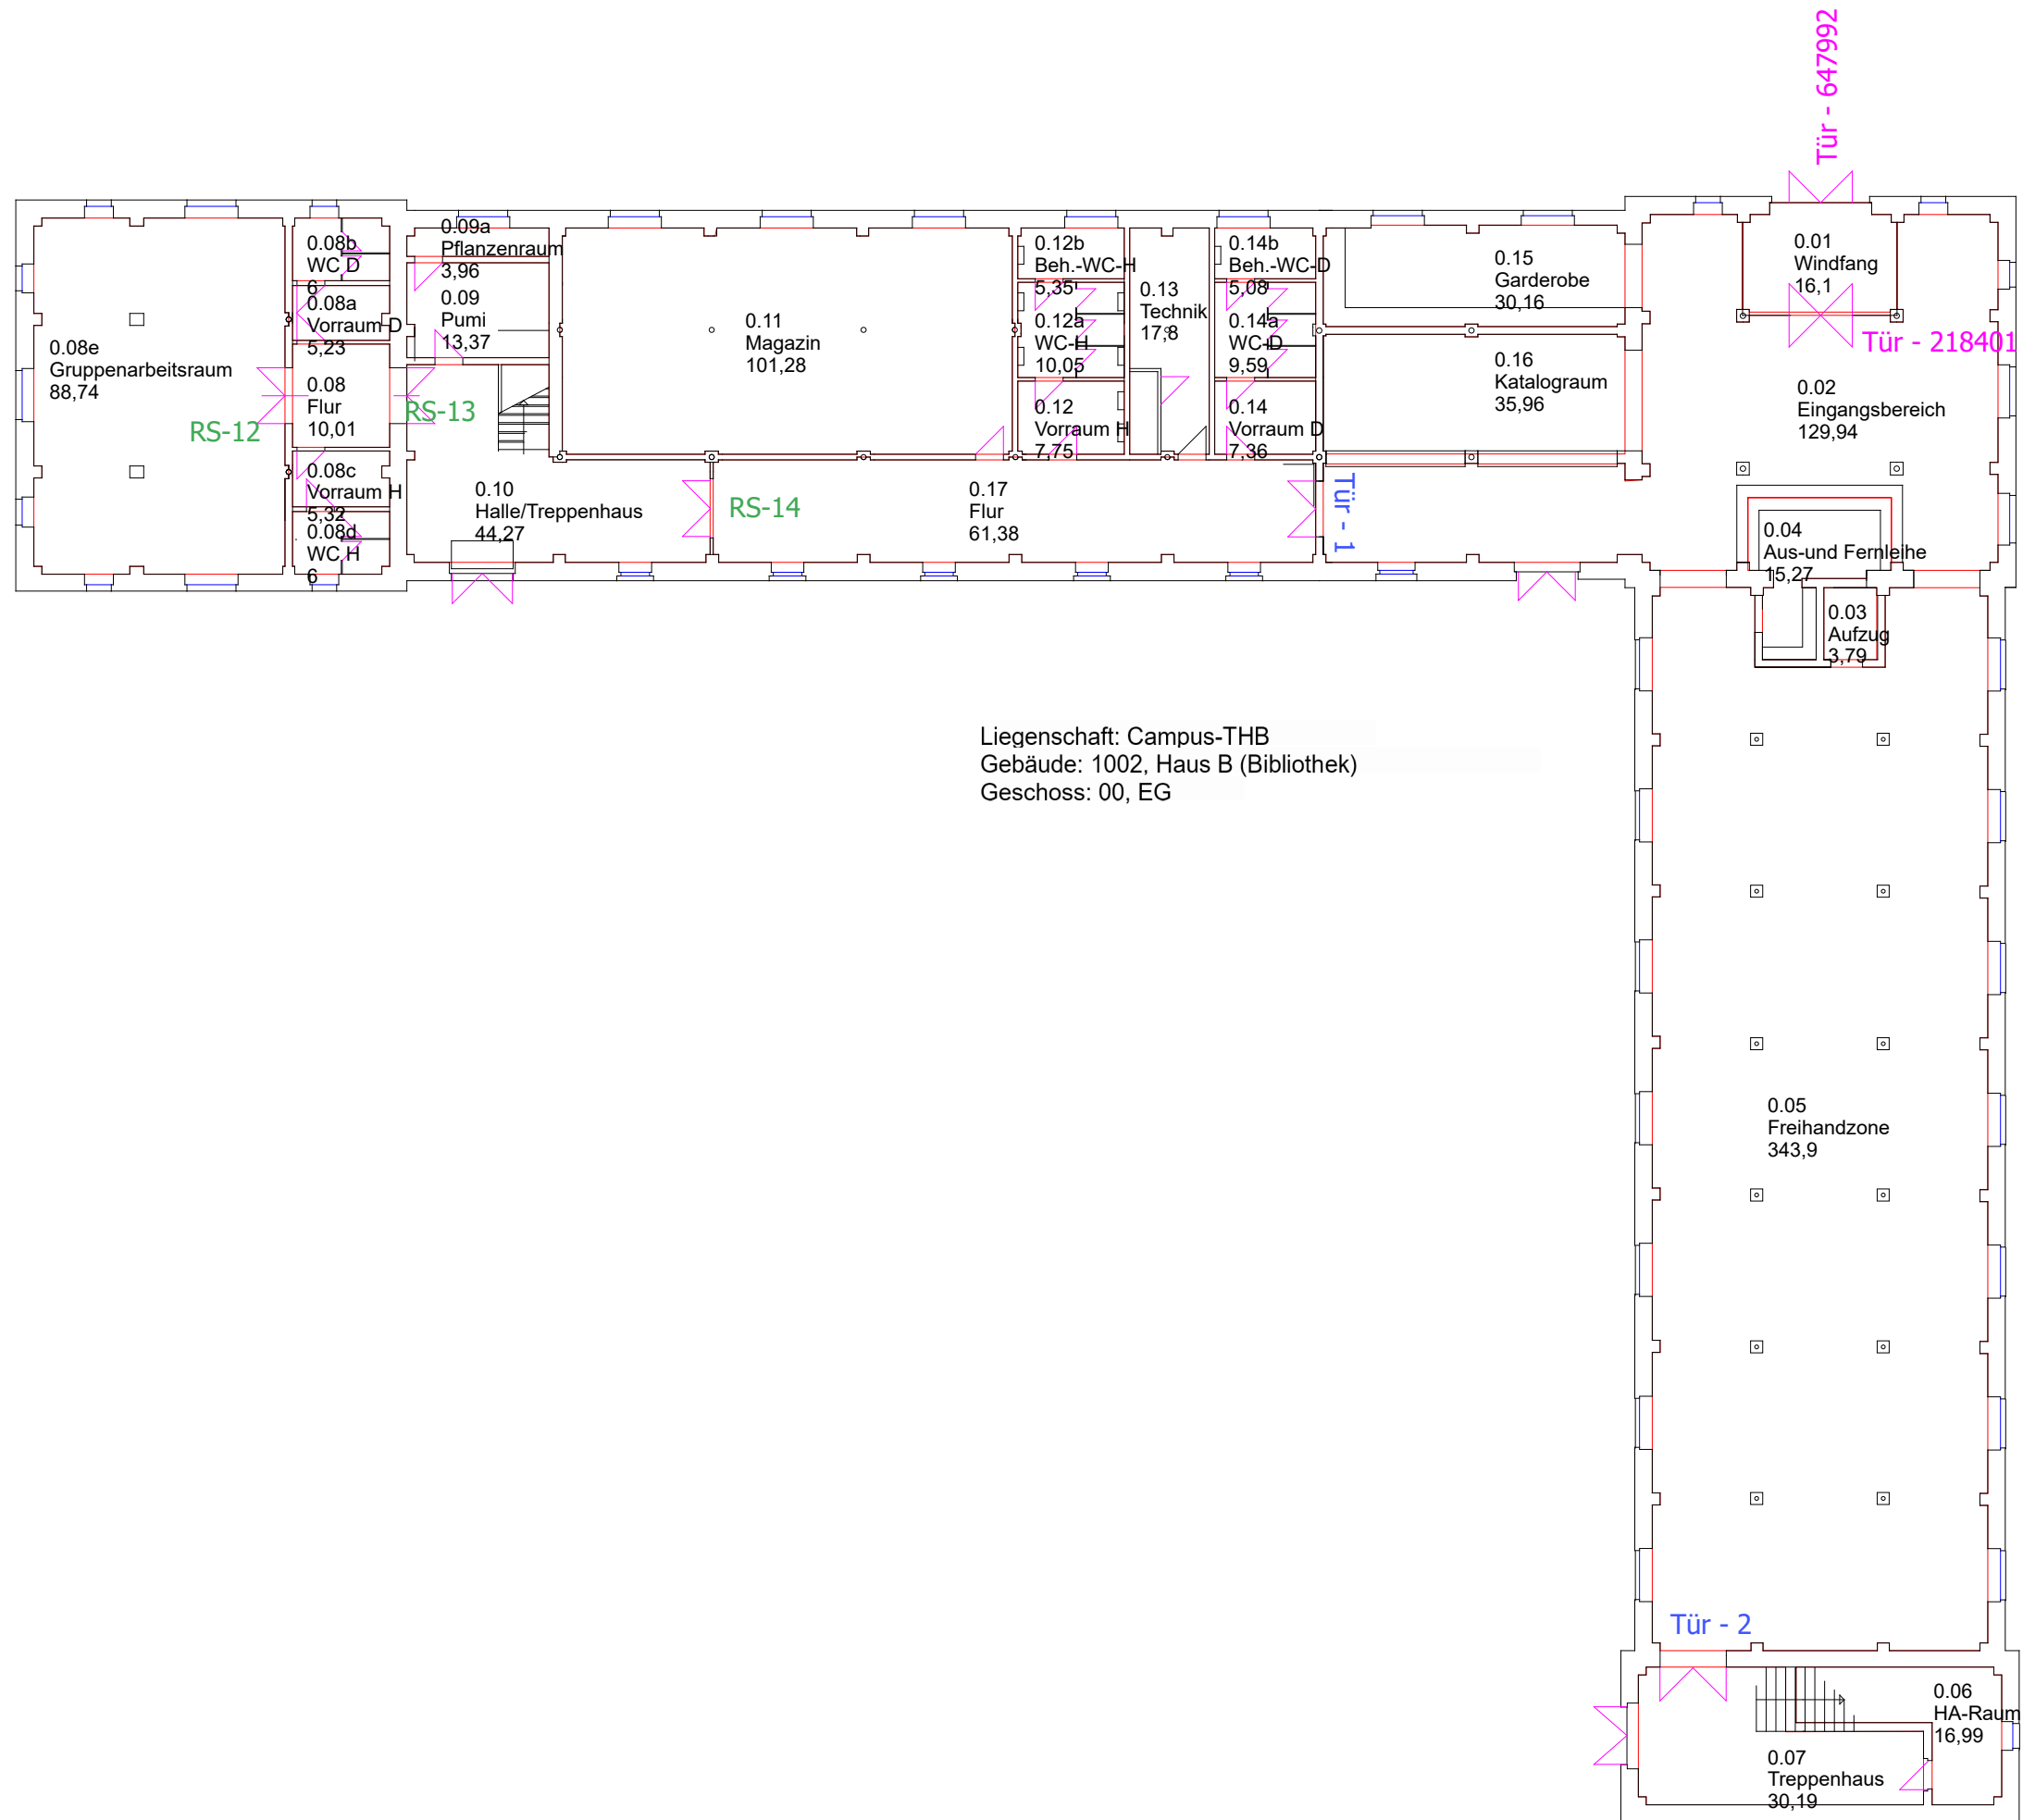 Tür - 647992
0.08e
Gruppenarbeitsraum
88,74
RS-12
0.08b
WC D
6
0.08a
Vorraum D
5,23
0.08
Flur
10,01
0.08c
Vorraum H
5,32
0.08d
WC H
6
RS-13
0.09a
Pflanzenraum
3,96
0.09
Pumi
13,37
0.10
Halle/Treppenhaus
44,27
0.11
Magazin
101,28
RS-14
0.17
Flur
61,38
0.12b
Beh.-WC-H
5,35
0.12a
WC-H
10,05
0.12
Vorraum H
7,75
0.13
Technik
17,8
0.14b
Beh.-WC-D
5,08
0.14a
WC-D
9,59
0.14
Vorraum D
7,36
Tür - 1
0.15
Garderobe
30,16
0.16
Katalograum
35,96
0.01
Windfang
16,1
Tür - 218401
0.02
Eingangsbereich
129,94
0.04
Aus-und Fernleihe
15,27
0.03
Aufzug
3,79
Liegenschaft: Campus-THB
Gebäude: 1002, Haus B (Bibliothek)
Geschoss: 00, EG
0.05
Freihandzone
343,9
Tür - 2
0.06
HA-Raum
16,99
0.07
Treppenhaus
30,19